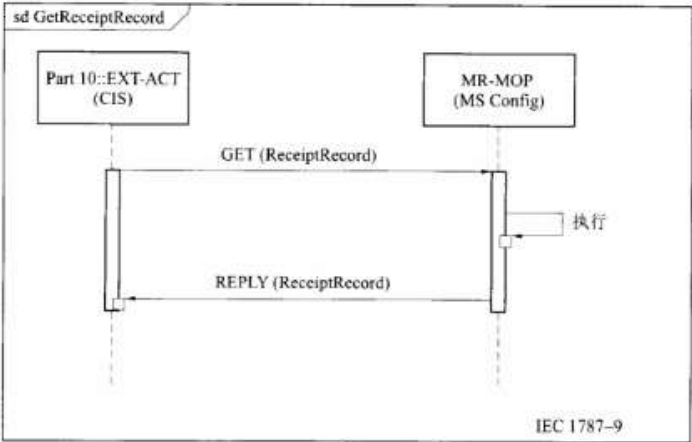 sd GetReceiptRecord
Part 10::EXT-ACT
(CIS)
MR-MOP
(MS Config)
GET (ReceiptRecord)
执行
REPLY (ReceiptRecord)
IEC 1787–9